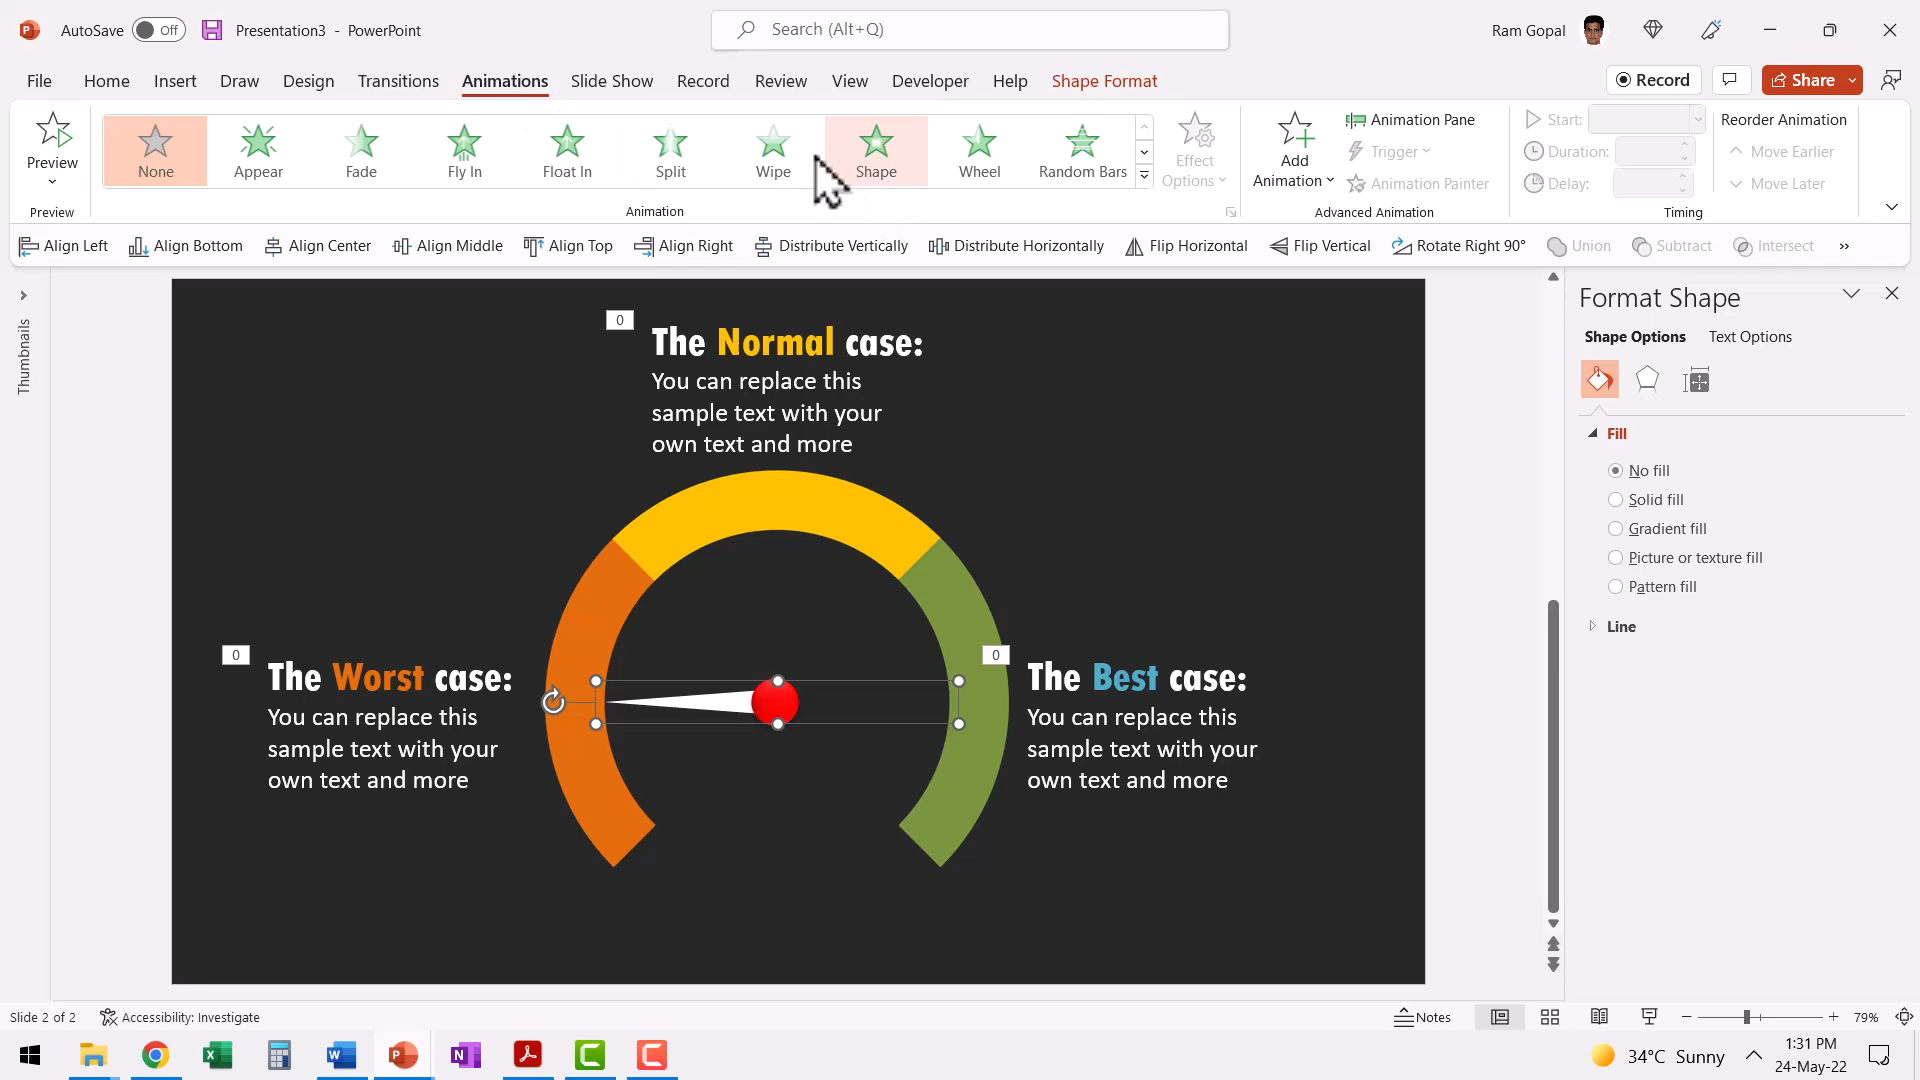 AutoSave Off Presentation3 - PowerPoint Search (Alt+Q) Ram Gopal
File Home Insert Draw Design Transitions Animations Slide Show Record Review View Developer Help Shape Format Record Share
Preview
Preview
None Appear Fade Fly In Float In Split Wipe Shape Wheel Random Bars
Animation
Effect
Options
Add
Animation
Animation Pane
Trigger
Animation Painter
Advanced Animation
Start:
Duration:
Delay:
Timing
Reorder Animation
Move Earlier
Move Later
Align Left Align Bottom Align Center Align Middle Align Top Align Right Distribute Vertically Distribute Horizontally Flip Horizontal Flip Vertical Rotate Right 90° Union Subtract Intersect »
Thumbnails
0
The Normal case:
You can replace this
sample text with your
own text and more
0
The Worst case:
You can replace this
sample text with your
own text and more
0
The Best case:
You can replace this
sample text with your
own text and more
Format Shape
Shape Options Text Options
Fill
No fill
Solid fill
Gradient fill
Picture or texture fill
Pattern fill
Line
Slide 2 of 2 Accessibility: Investigate Notes 79%
34°C Sunny
1:31 PM
24-May-22